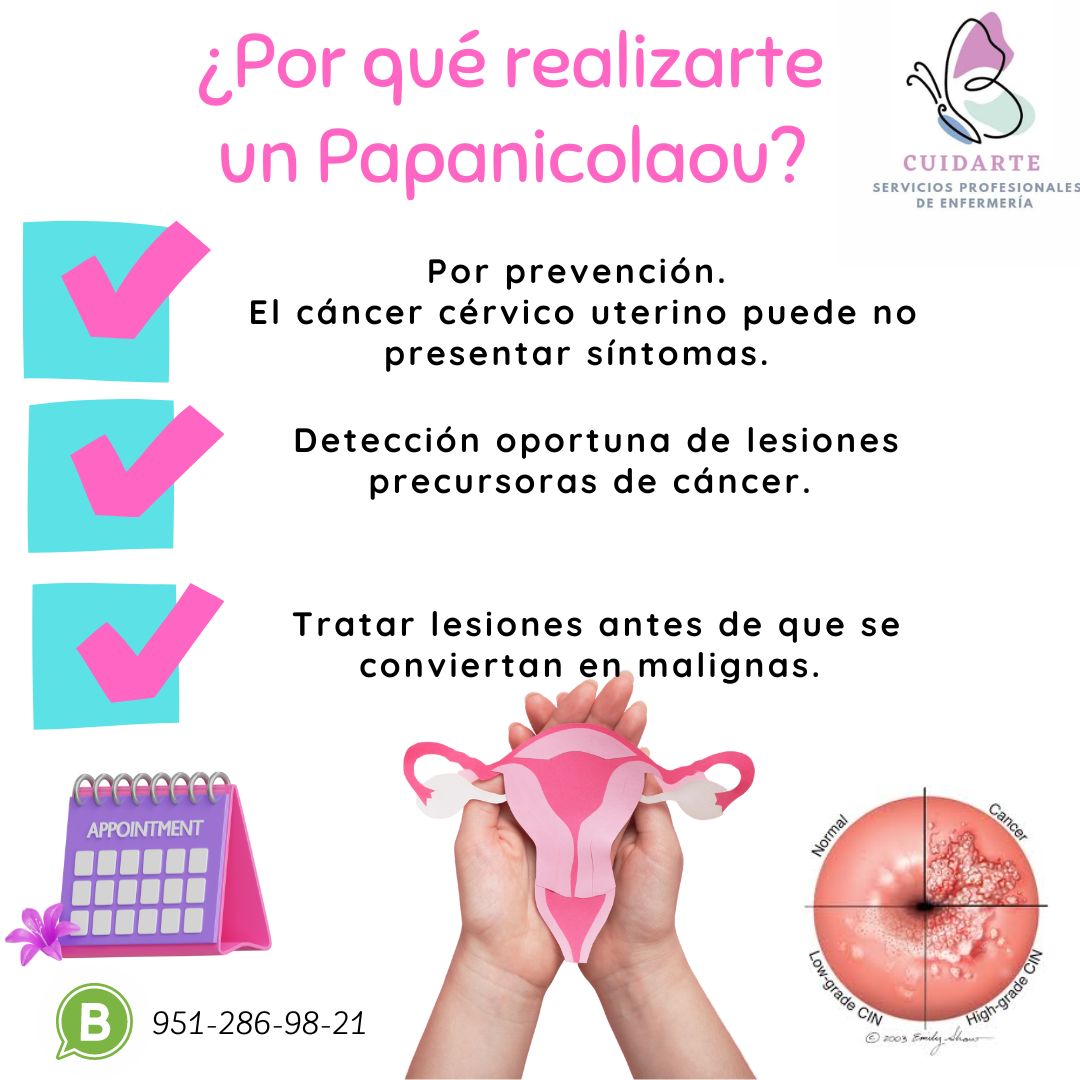 ¿Por qué realizarte
un Papanicolaou?
CUIDARTE
SERVICIOS PROFESIONALES
DE ENFERMERÍA
Por prevención.
El cáncer cérvico uterino puede no
presentar síntomas.
Detección oportuna de lesiones
precursoras de cáncer.
Tratar lesiones antes de que se
conviertan en malignas.
APPOINTMENT
Normal
Cancer
Low-grade CIN
High-grade CIN
© 2003 Emily Shaw
B
951-286-98-21